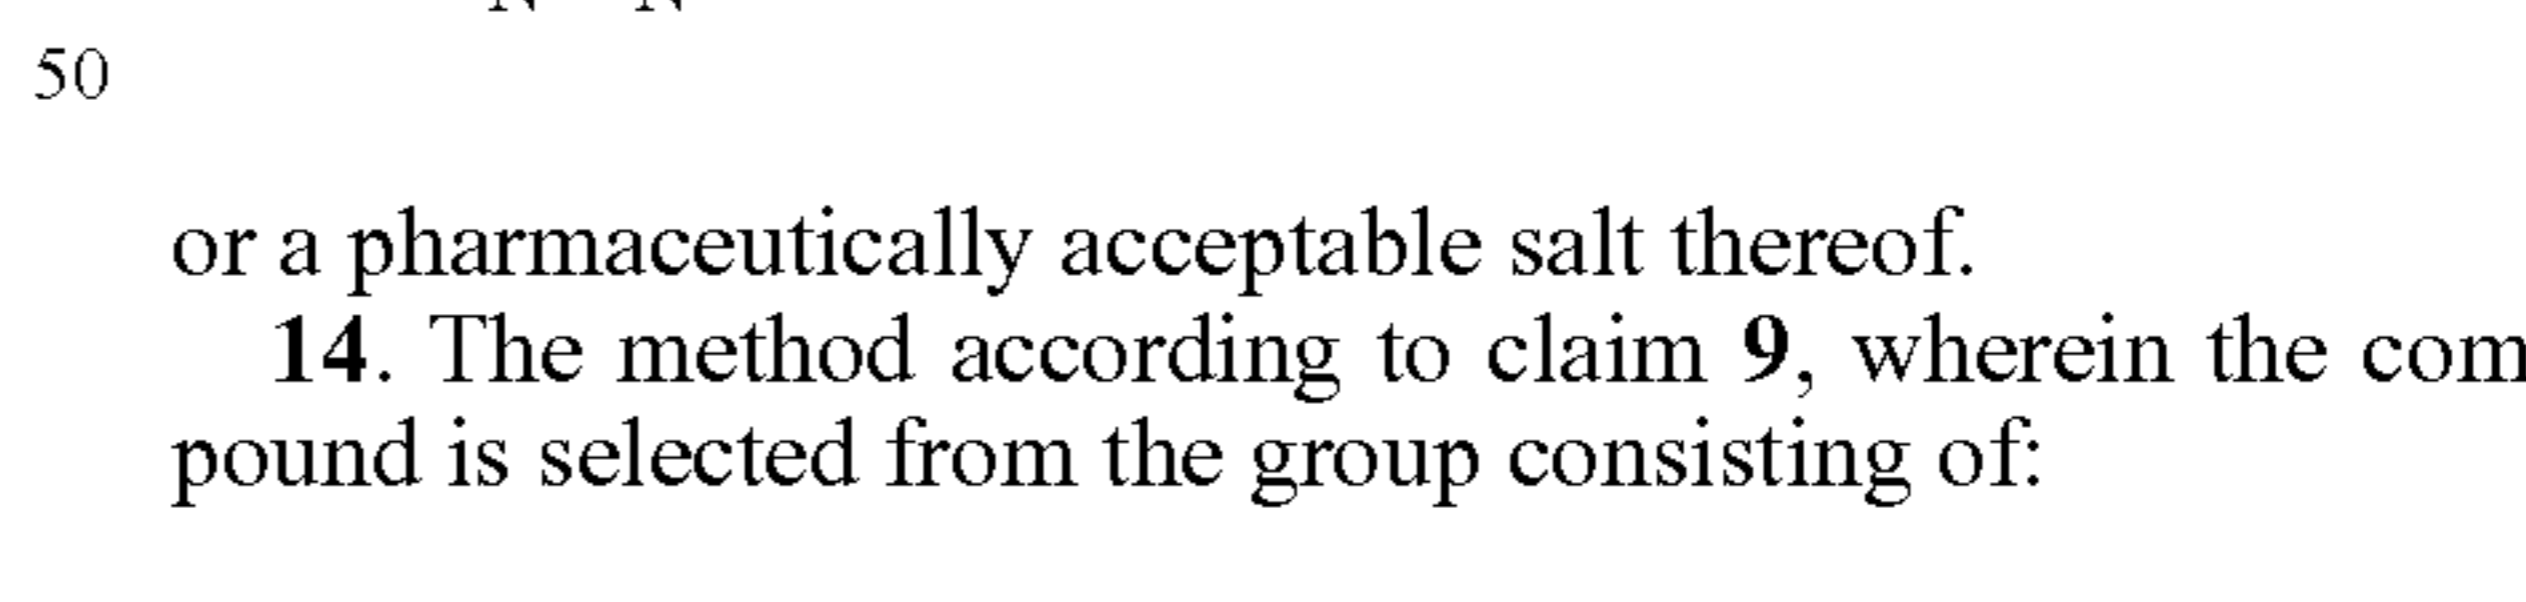 50
or a pharmaceutically acceptable salt thereof.
14. The method according to claim 9, wherein the com
pound is selected from the group consisting of: